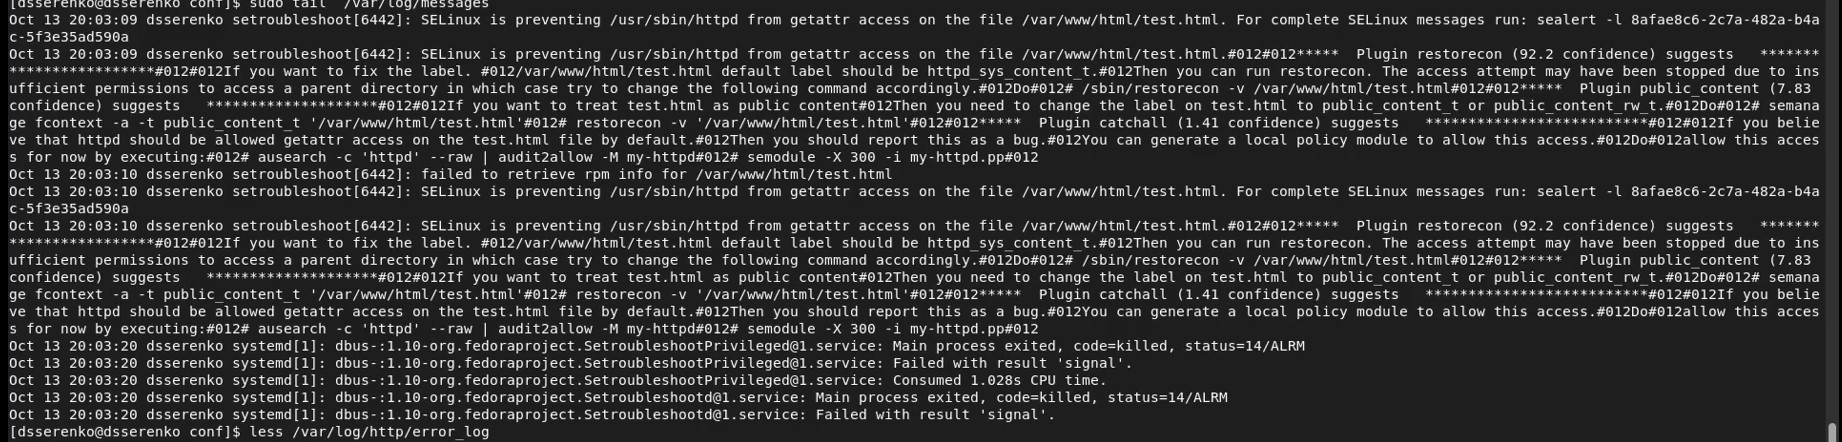 [dsserenko@dsserenko conf]$ sudo tail  /var/log/messages
Oct 13 20:03:09 dsserenko setroubleshoot[6442]: SELinux is preventing /usr/sbin/httpd from getattr access on the file /var/www/html/test.html. For complete SELinux messages run: sealert -l 8afae8c6-2c7a-482a-b4a
c-5f3e35ad590a
Oct 13 20:03:09 dsserenko setroubleshoot[6442]: SELinux is preventing /usr/sbin/httpd from getattr access on the file /var/www/html/test.html.#012#012*****  Plugin restorecon (92.2 confidence) suggests   *******
*****************#012#012If you want to fix the label. #012/var/www/html/test.html default label should be httpd_sys_content_t.#012Then you can run restorecon. The access attempt may have been stopped due to ins
ufficient permissions to access a parent directory in which case try to change the following command accordingly.#012Do#012# /sbin/restorecon -v /var/www/html/test.html#012#012*****  Plugin public_content (7.83
confidence) suggests   ********************#012#012If you want to treat test.html as public content#012Then you need to change the label on test.html to public_content_t or public_content_rw_t.#012Do#012# semana
ge fcontext -a -t public_content_t '/var/www/html/test.html'#012# restorecon -v '/var/www/html/test.html'#012#012*****  Plugin catchall (1.41 confidence) suggests   **************************#012#012If you belie
ve that httpd should be allowed getattr access on the test.html file by default.#012Then you should report this as a bug.#012You can generate a local policy module to allow this access.#012Do#012allow this acces
s for now by executing:#012# ausearch -c 'httpd' --raw | audit2allow -M my-httpd#012# semodule -X 300 -i my-httpd.pp#012
Oct 13 20:03:10 dsserenko setroubleshoot[6442]: failed to retrieve rpm info for /var/www/html/test.html
Oct 13 20:03:10 dsserenko setroubleshoot[6442]: SELinux is preventing /usr/sbin/httpd from getattr access on the file /var/www/html/test.html. For complete SELinux messages run: sealert -l 8afae8c6-2c7a-482a-b4a
c-5f3e35ad590a
Oct 13 20:03:10 dsserenko setroubleshoot[6442]: SELinux is preventing /usr/sbin/httpd from getattr access on the file /var/www/html/test.html.#012#012*****  Plugin restorecon (92.2 confidence) suggests   *******
*****************#012#012If you want to fix the label. #012/var/www/html/test.html default label should be httpd_sys_content_t.#012Then you can run restorecon. The access attempt may have been stopped due to ins
ufficient permissions to access a parent directory in which case try to change the following command accordingly.#012Do#012# /sbin/restorecon -v /var/www/html/test.html#012#012*****  Plugin public_content (7.83
confidence) suggests   ********************#012#012If you want to treat test.html as public content#012Then you need to change the label on test.html to public_content_t or public_content_rw_t.#012Do#012# semana
ge fcontext -a -t public_content_t '/var/www/html/test.html'#012# restorecon -v '/var/www/html/test.html'#012#012*****  Plugin catchall (1.41 confidence) suggests   **************************#012#012If you belie
ve that httpd should be allowed getattr access on the test.html file by default.#012Then you should report this as a bug.#012You can generate a local policy module to allow this access.#012Do#012allow this acces
s for now by executing:#012# ausearch -c 'httpd' --raw | audit2allow -M my-httpd#012# semodule -X 300 -i my-httpd.pp#012
Oct 13 20:03:20 dsserenko systemd[1]: dbus-:1.10-org.fedoraproject.SetroubleshootPrivileged@1.service: Main process exited, code=killed, status=14/ALRM
Oct 13 20:03:20 dsserenko systemd[1]: dbus-:1.10-org.fedoraproject.SetroubleshootPrivileged@1.service: Failed with result 'signal'.
Oct 13 20:03:20 dsserenko systemd[1]: dbus-:1.10-org.fedoraproject.SetroubleshootPrivileged@1.service: Consumed 1.028s CPU time.
Oct 13 20:03:20 dsserenko systemd[1]: dbus-:1.10-org.fedoraproject.Setroubleshootd@1.service: Main process exited, code=killed, status=14/ALRM
Oct 13 20:03:20 dsserenko systemd[1]: dbus-:1.10-org.fedoraproject.Setroubleshootd@1.service: Failed with result 'signal'.
[dsserenko@dsserenko conf]$ less /var/log/http/error_log